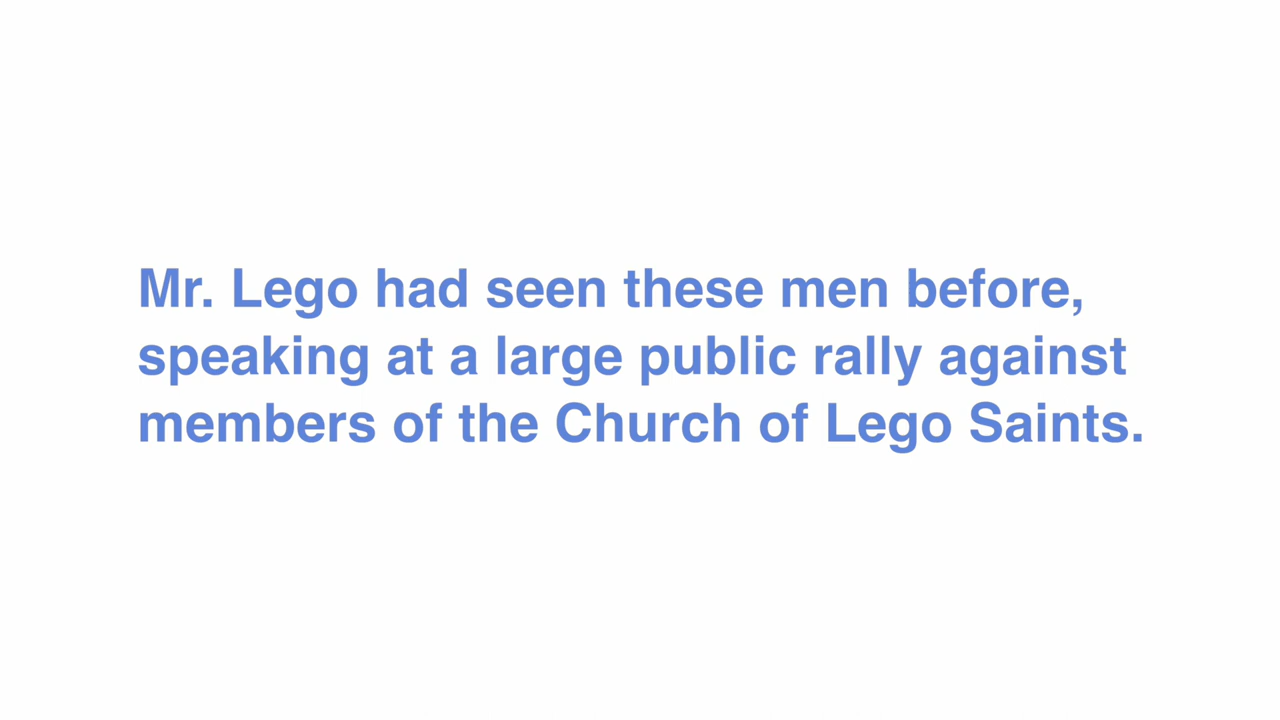 Mr. Lego had seen these men before,
speaking at a large public rally against
members of the Church of Lego Saints.